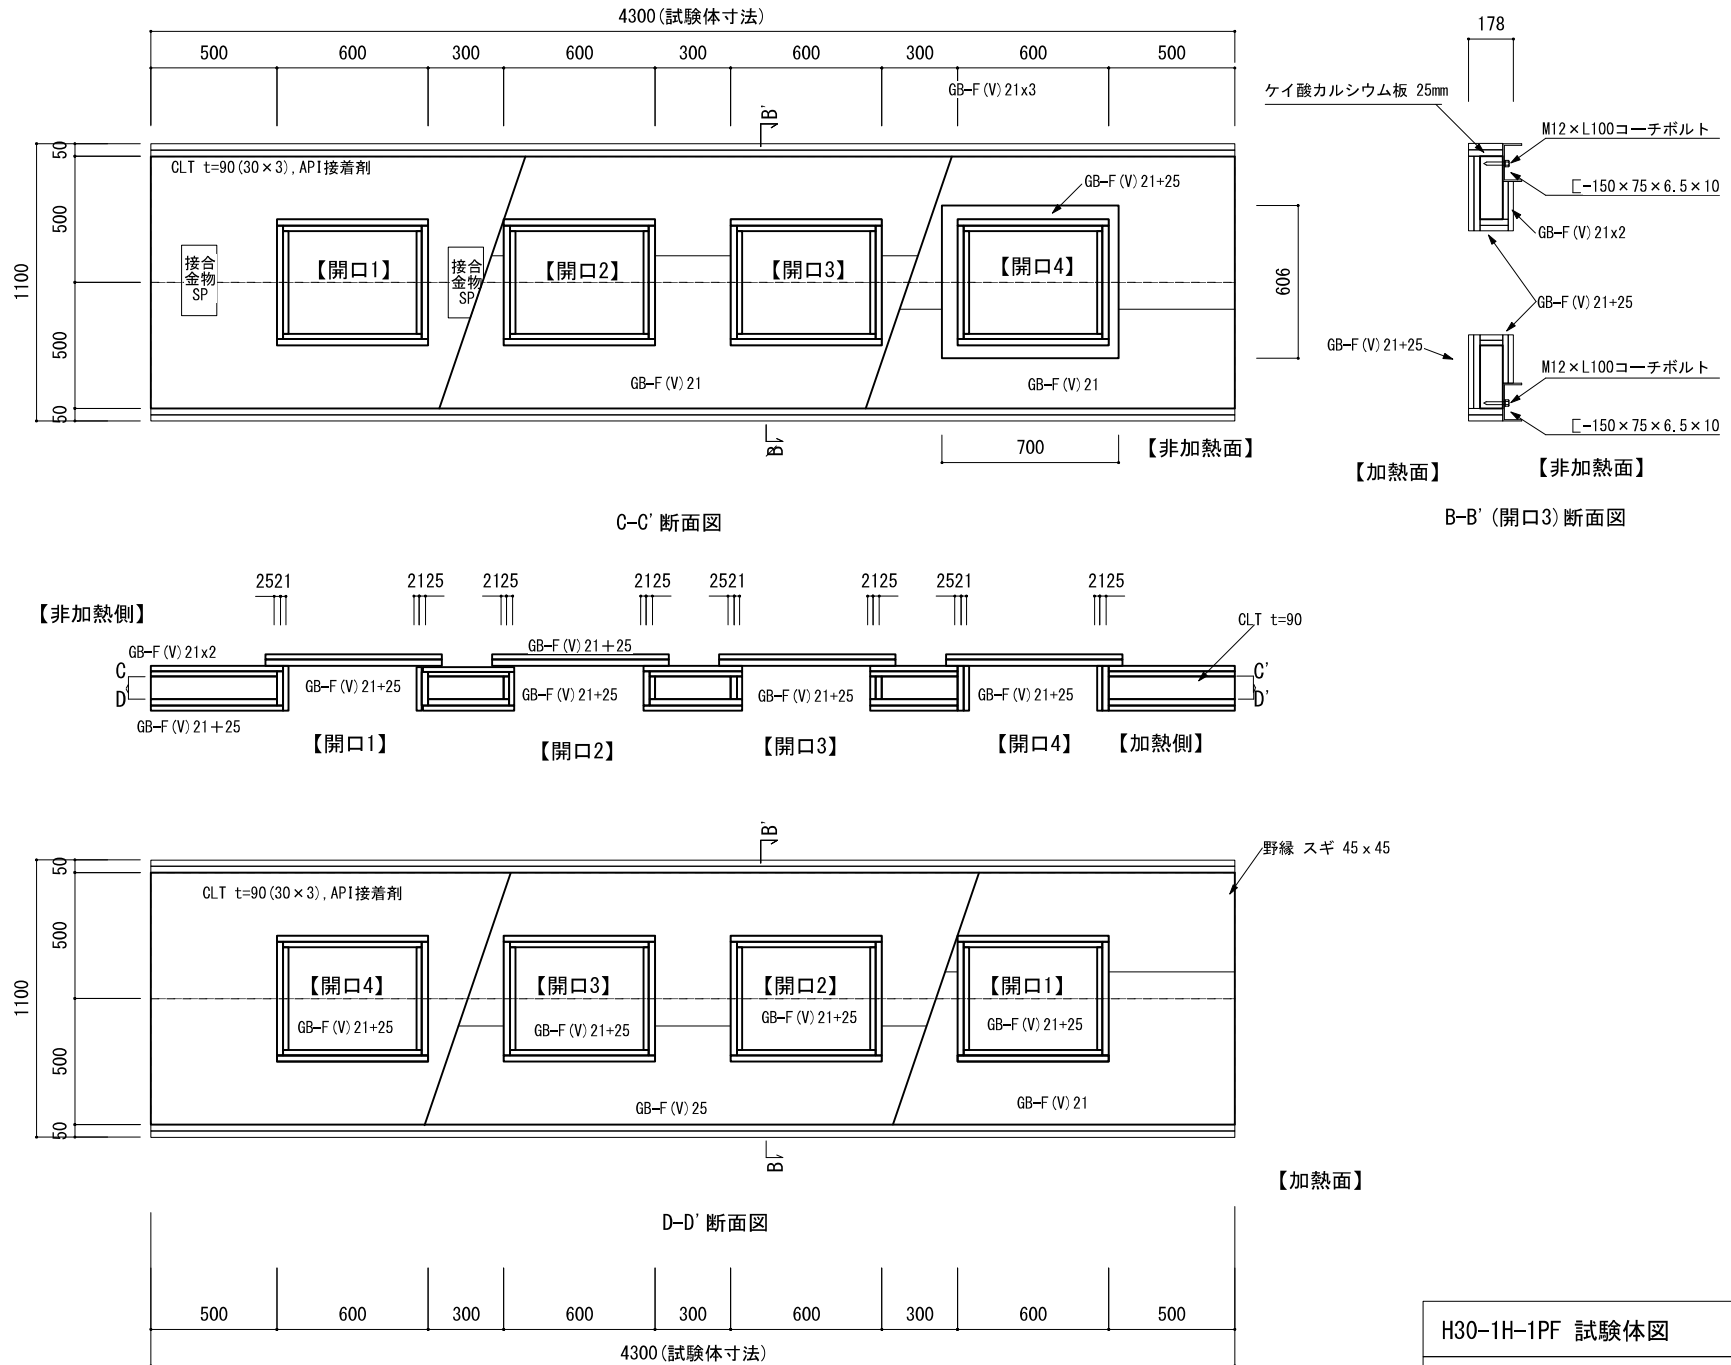 4300(試験体寸法)
500 600 300 600 300 600 300 600 500
GB-F(V)21x3
B'
50
500
1100
500
50
CLT t=90(30×3),API接着剤
GB-F(V)21+25
接合
金物
SP
【開口1】
接合
金物
SP
【開口2】
【開口3】
【開口4】
606
GB-F(V)21
GB-F(V)21
B
700
【非加熱面】
C-C' 断面図
178
ケイ酸カルシウム板 25mm
M12×L100コーチボルト
[-150×75×6.5×10
GB-F(V)21x2
GB-F(V)21+25
GB-F(V)21+25
M12×L100コーチボルト
[-150×75×6.5×10
【加熱面】
【非加熱面】
B-B' (開口3)断面図
2521 2125 2125 2125 2521 2125 2521 2125
【非加熱側】
GB-F(V)21x2
GB-F(V)21+25
CLT t=90
C
D
C'
D'
GB-F(V)21+25
GB-F(V)21+25
GB-F(V)21+25
GB-F(V)21+25
GB-F(V)21+25
【開口1】
【開口2】
【開口3】
【開口4】
【加熱側】
B'
野縁 スギ 45x45
50
500
1100
500
50
CLT t=90(30×3),API接着剤
【開口4】
【開口3】
【開口2】
【開口1】
GB-F(V)21+25
GB-F(V)21+25
GB-F(V)21+25
GB-F(V)21+25
GB-F(V)25
GB-F(V)21
B
【加熱面】
D-D' 断面図
500 600 300 600 300 600 300 600 500
4300(試験体寸法)
H30-1H-1PF 試験体図